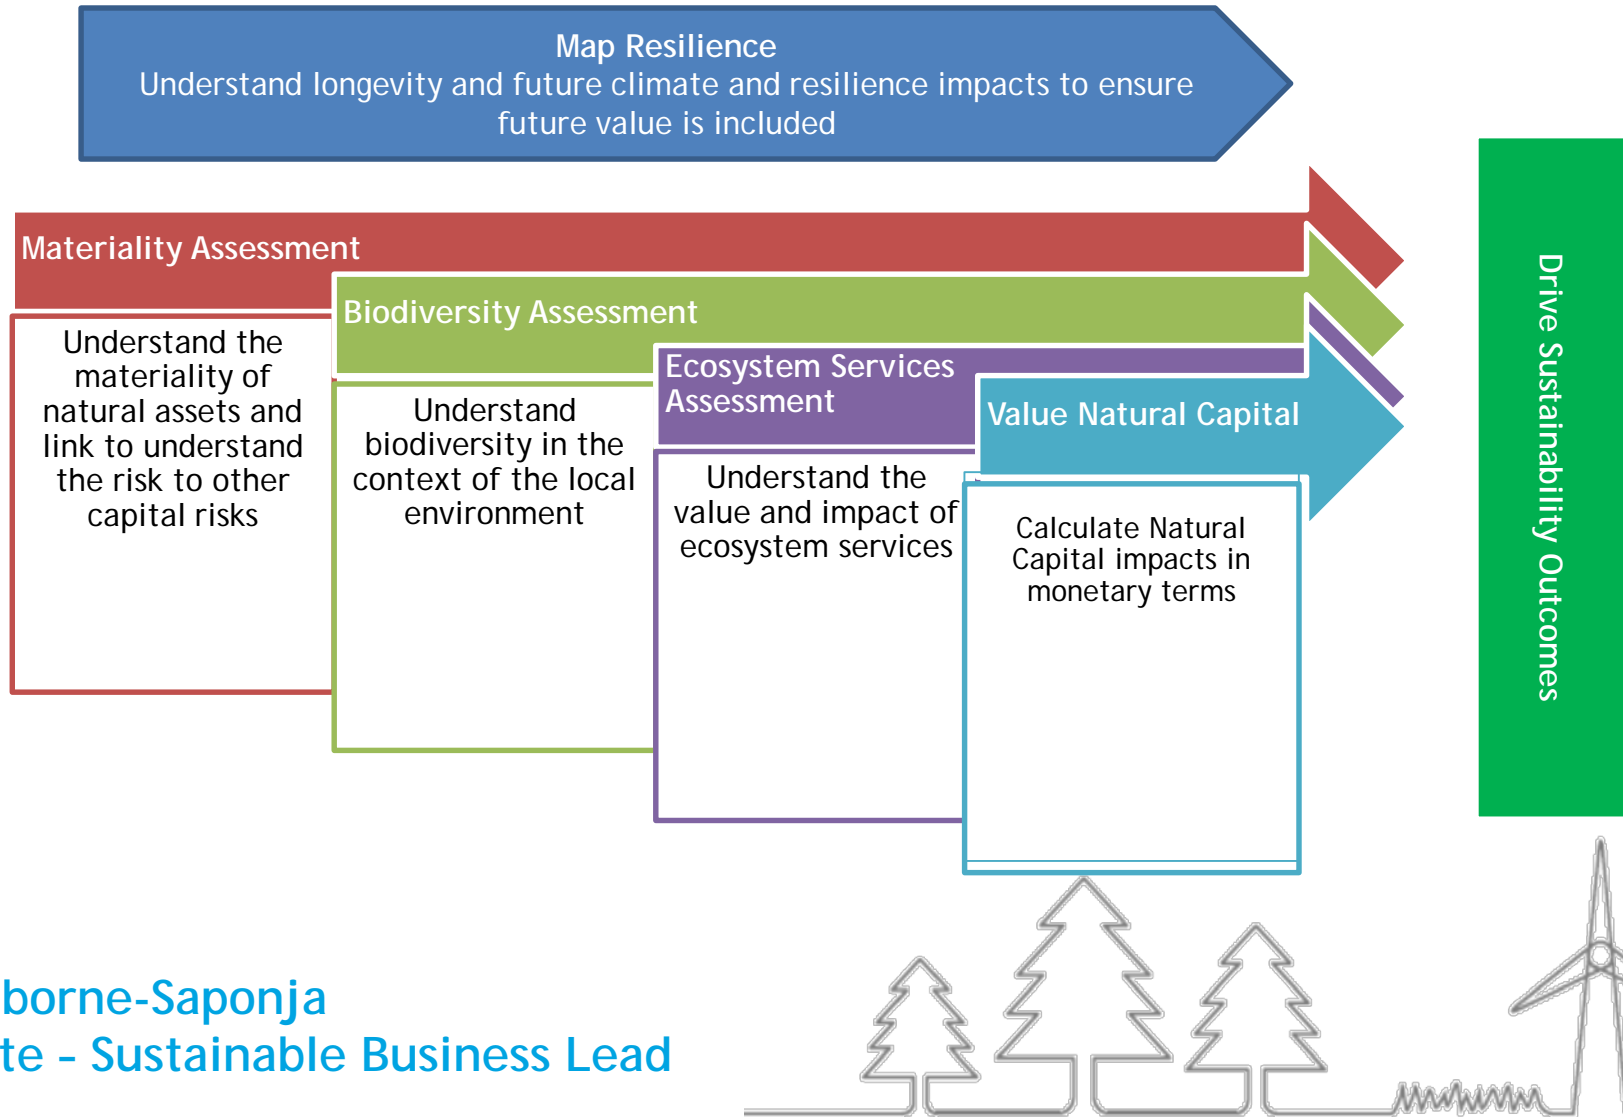 Map Resilience
Understand longevity and future climate and resilience impacts to ensure
future value is included
Materiality Assessment
Understand the
materiality of
natural assets and
link to understand
the risk to other
capital risks
Biodiversity Assessment
Understand
biodiversity in the
context of the local
environment
Ecosystem Services
Assessment
Understand the
value and impact of
ecosystem services
Value Natural Capital
Calculate Natural
Capital impacts in
monetary terms
Drive Sustainability Outcomes
borne-Saponja
te - Sustainable Business Lead